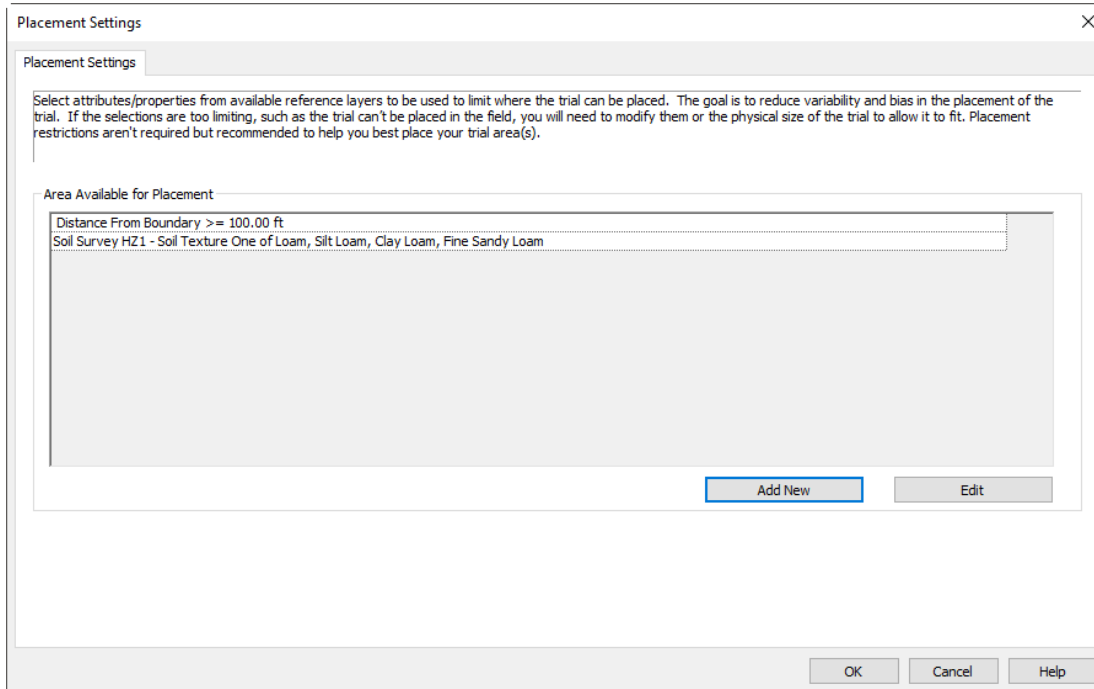 Placement Settings
Placement Settings
Select attributes/properties from available reference layers to be used to limit where the trial can be placed.  The goal is to reduce variability and bias in the placement of the
trial.  If the selections are too limiting, such as the trial can't be placed in the field, you will need to modify them or the physical size of the trial to allow it to fit. Placement
restrictions aren't required but recommended to help you best place your trial area(s).
Area Available for Placement
Distance From Boundary >= 100.00 ft
Soil Survey HZ1 - Soil Texture One of Loam, Silt Loam, Clay Loam, Fine Sandy Loam
Add New
Edit
OK
Cancel
Help